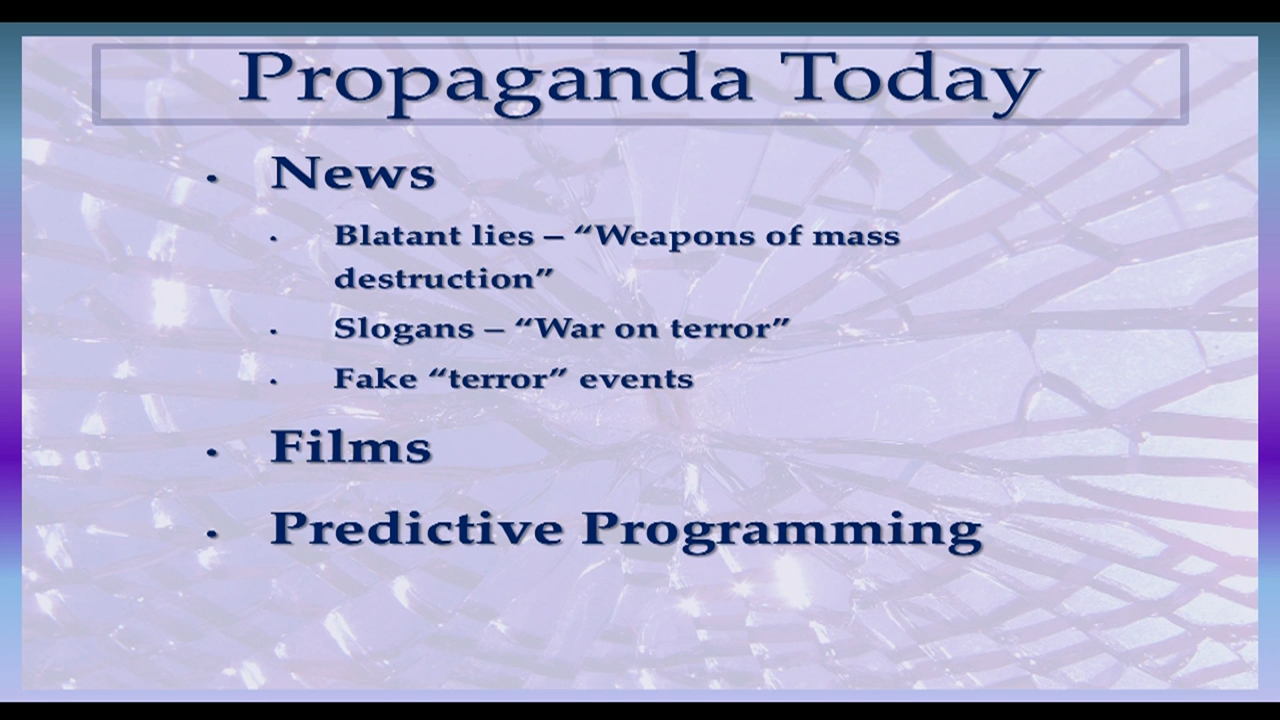 Propaganda Today
• News
• Blatant lies – “Weapons of mass
destruction”
• Slogans – “War on terror”
• Fake “terror” events
• Films
• Predictive Programming